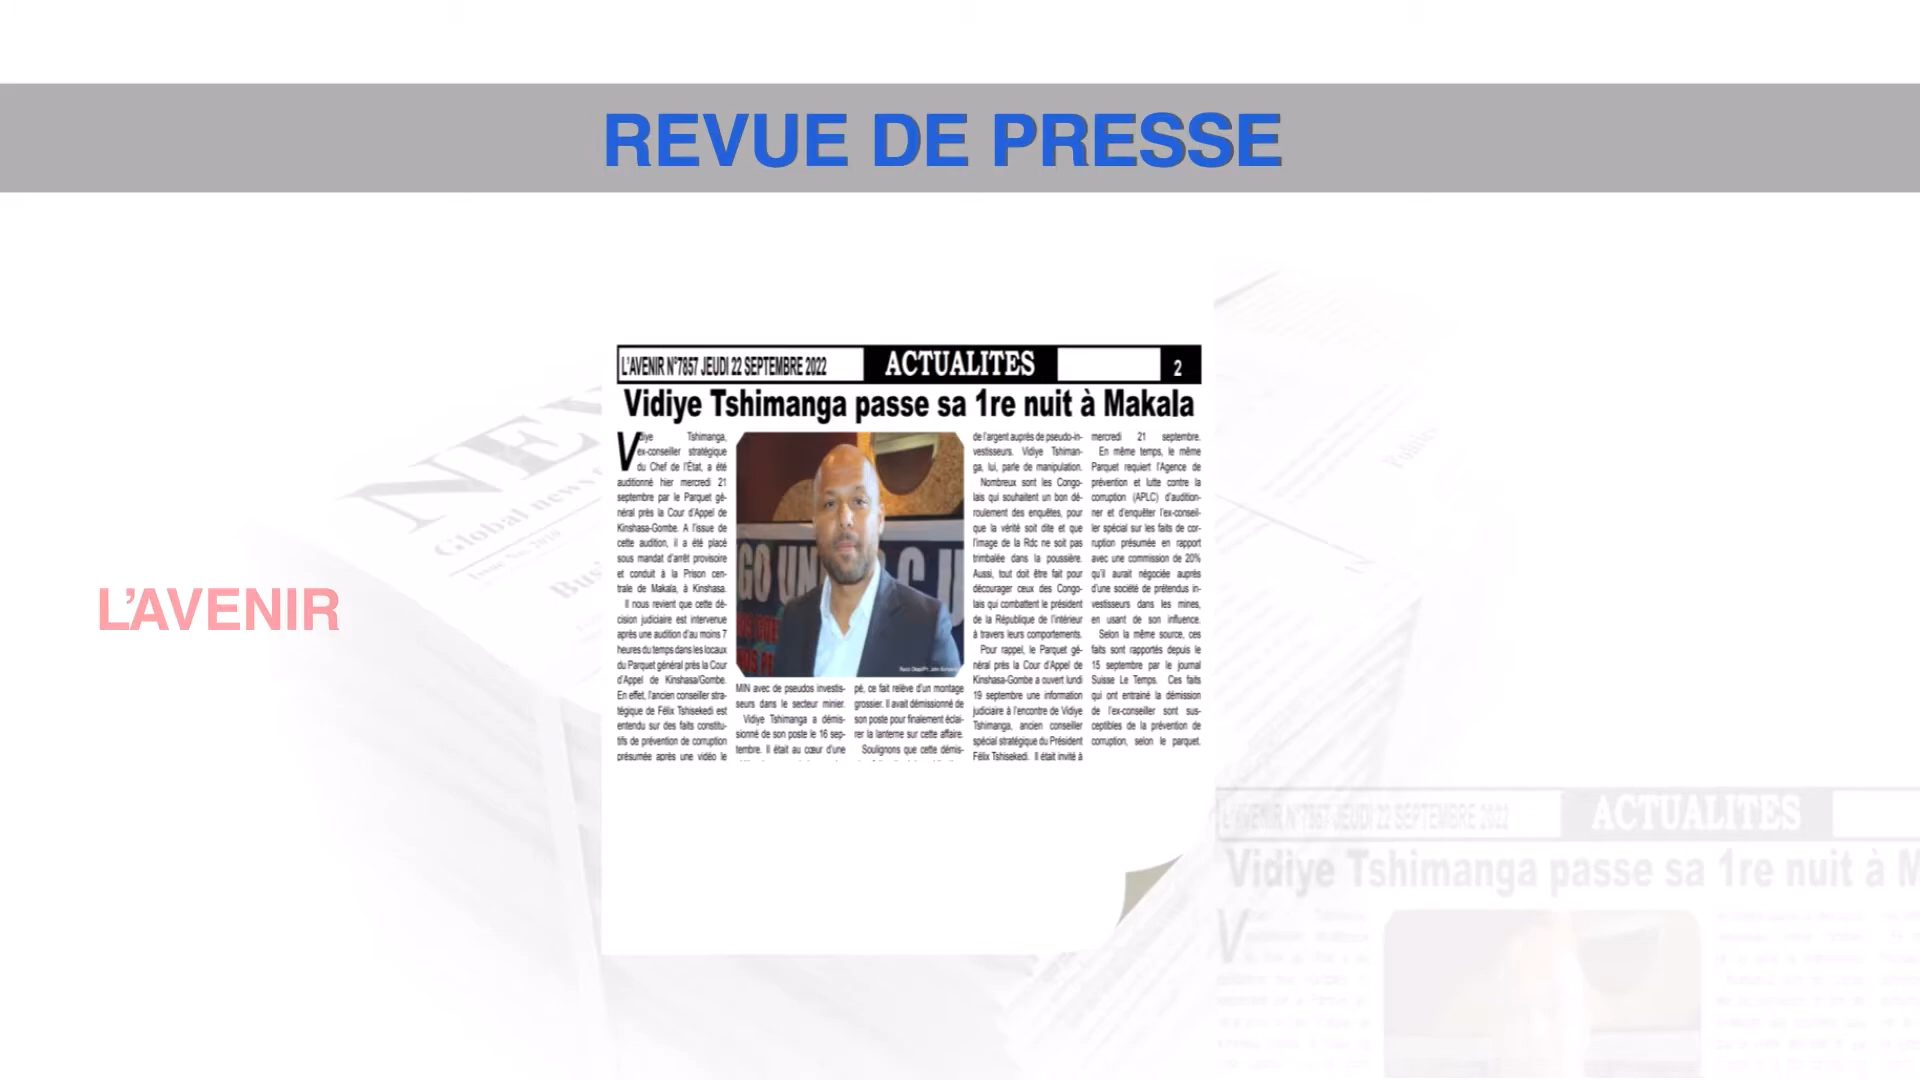 REVUE DE PRESSE
L'AVENIR
L'AVENIR N°7857 JEUDI 22 SEPTEMBRE 2022
ACTUALITES
2
Vidiye Tshimanga passe sa 1re nuit à Makala
Vidiye Tshimanga,
ex-conseiller stratégique
du Chef de l'État, a été
auditionné hier mercredi 21
septembre par le Parquet gé-
néral près la Cour d'Appel de
Kinshasa-Gombe. A l'issue de
cette audition, il a été placé
sous mandat d'arrêt provisoire
et conduit à la Prison cen-
trale de Makala, à Kinshasa.
Il nous revient que cette dé-
cision judiciaire est intervenue
après une audition d'au moins 7
heures du temps dans les locaux
du Parquet général près la Cour
d'Appel de Kinshasa/Gombe.
En effet, l'ancien conseiller stra-
tégique de Félix Tshisekedi est
entendu sur des faits constitu-
tifs de prévention de corruption
présumée après une vidéo le
MIN avec de pseudos investis-
seurs dans le secteur minier.
Vidiye Tshimanga a démis-
sionné de son poste le 16 sep-
tembre. Il était au cœur d'une
pé, ce fait relève d'un montage
grossier. Il avait démissionné de
son poste pour finalement éclai-
rer la lanterne sur cette affaire.
Soulignons que cette démis-
de l'argent auprès de pseudo-in-
vestisseurs. Vidiye Tshiman-
ga, lui, parle de manipulation.
Nombreux sont les Congo-
lais qui souhaitent un bon dé-
roulement des enquêtes, pour
que la vérité soit dite et que
l'image de la Rdc ne soit pas
trimbalée dans la poussière.
Aussi, tout doit être fait pour
décourager ceux des Congo-
lais qui combattent le président
de la République de l'intérieur
à travers leurs comportements.
Pour rappel, le Parquet gé-
néral près la Cour d'Appel de
Kinshasa-Gombe a ouvert lundi
19 septembre une information
judiciaire à l'encontre de Vidiye
Tshimanga, ancien conseiller
spécial stratégique du Président
Félix Tshisekedi. Il était invité à
mercredi 21 septembre.
En même temps, le même
Parquet requiert l'Agence de
prévention et lutte contre la
corruption (APLC) d'audition-
ner et d'enquêter l'ex-conseil-
ler spécial sur les faits de cor-
ruption présumée en rapport
avec une commission de 20%
qu'il aurait négociée auprès
d'une société de prétendus in-
vestisseurs dans les mines,
en usant de son influence.
Selon la même source, ces
faits sont rapportés depuis le
15 septembre par le journal
Suisse Le Temps. Ces faits
qui ont entrainé la démission
de l'ex-conseiller sont sus-
ceptibles de la prévention de
corruption, selon le parquet.
NEW
Global news
L'AVENIR N°7857 JEUDI 22 SEPTEMBRE 2022
ACTUALITES
Vidiye Tshimanga passe sa 1re nuit à M